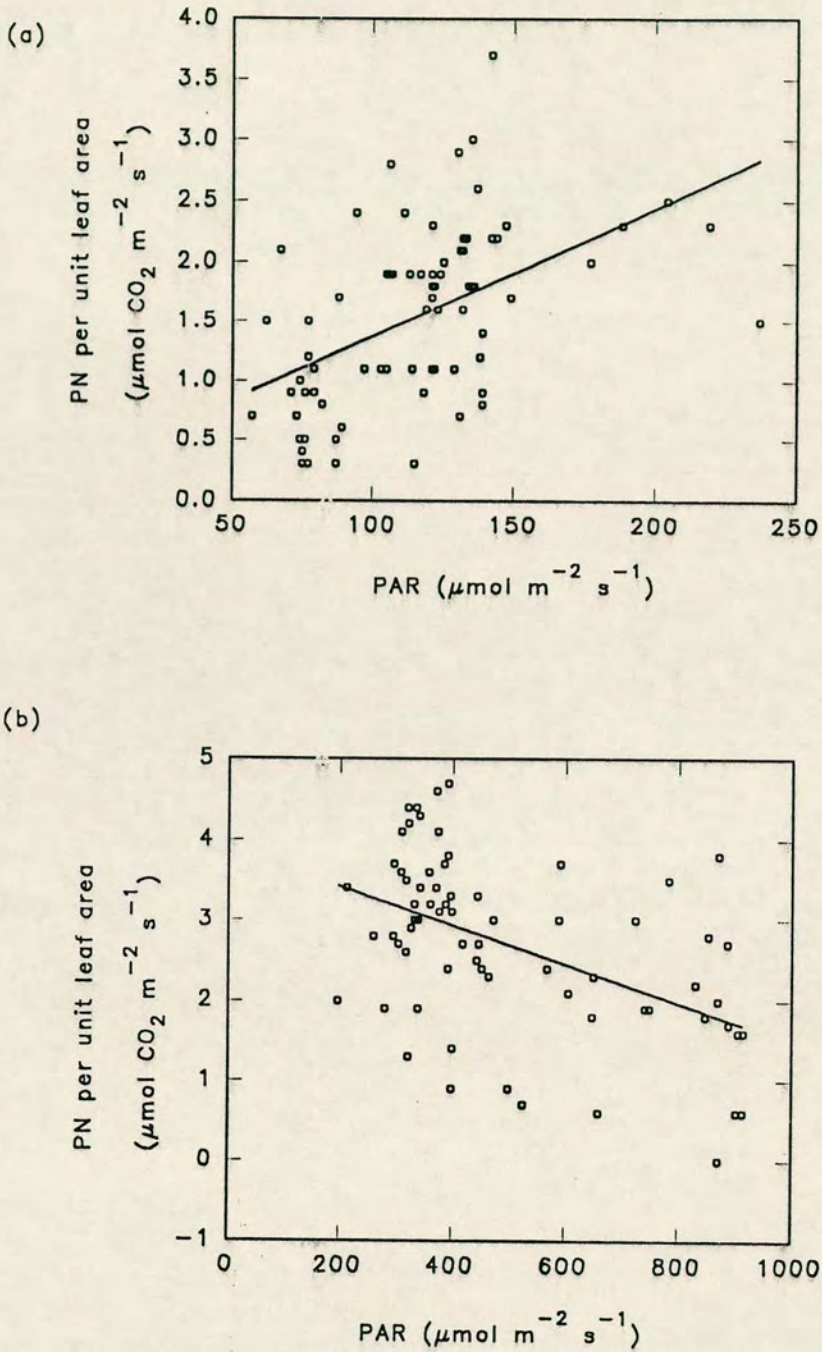 (a)
PN per unit leaf area
(μmol CO₂ m⁻² s⁻¹)
4.0
3.5
3.0
2.5
2.0
1.5
1.0
0.5
0.0
50 100 150 200 250
PAR (μmol m⁻² s⁻¹)
(b)
PN per unit leaf area
(μmol CO₂ m⁻² s⁻¹)
5
4
3
2
1
0
−1
0 200 400 600 800 1000
PAR (μmol m⁻² s⁻¹)